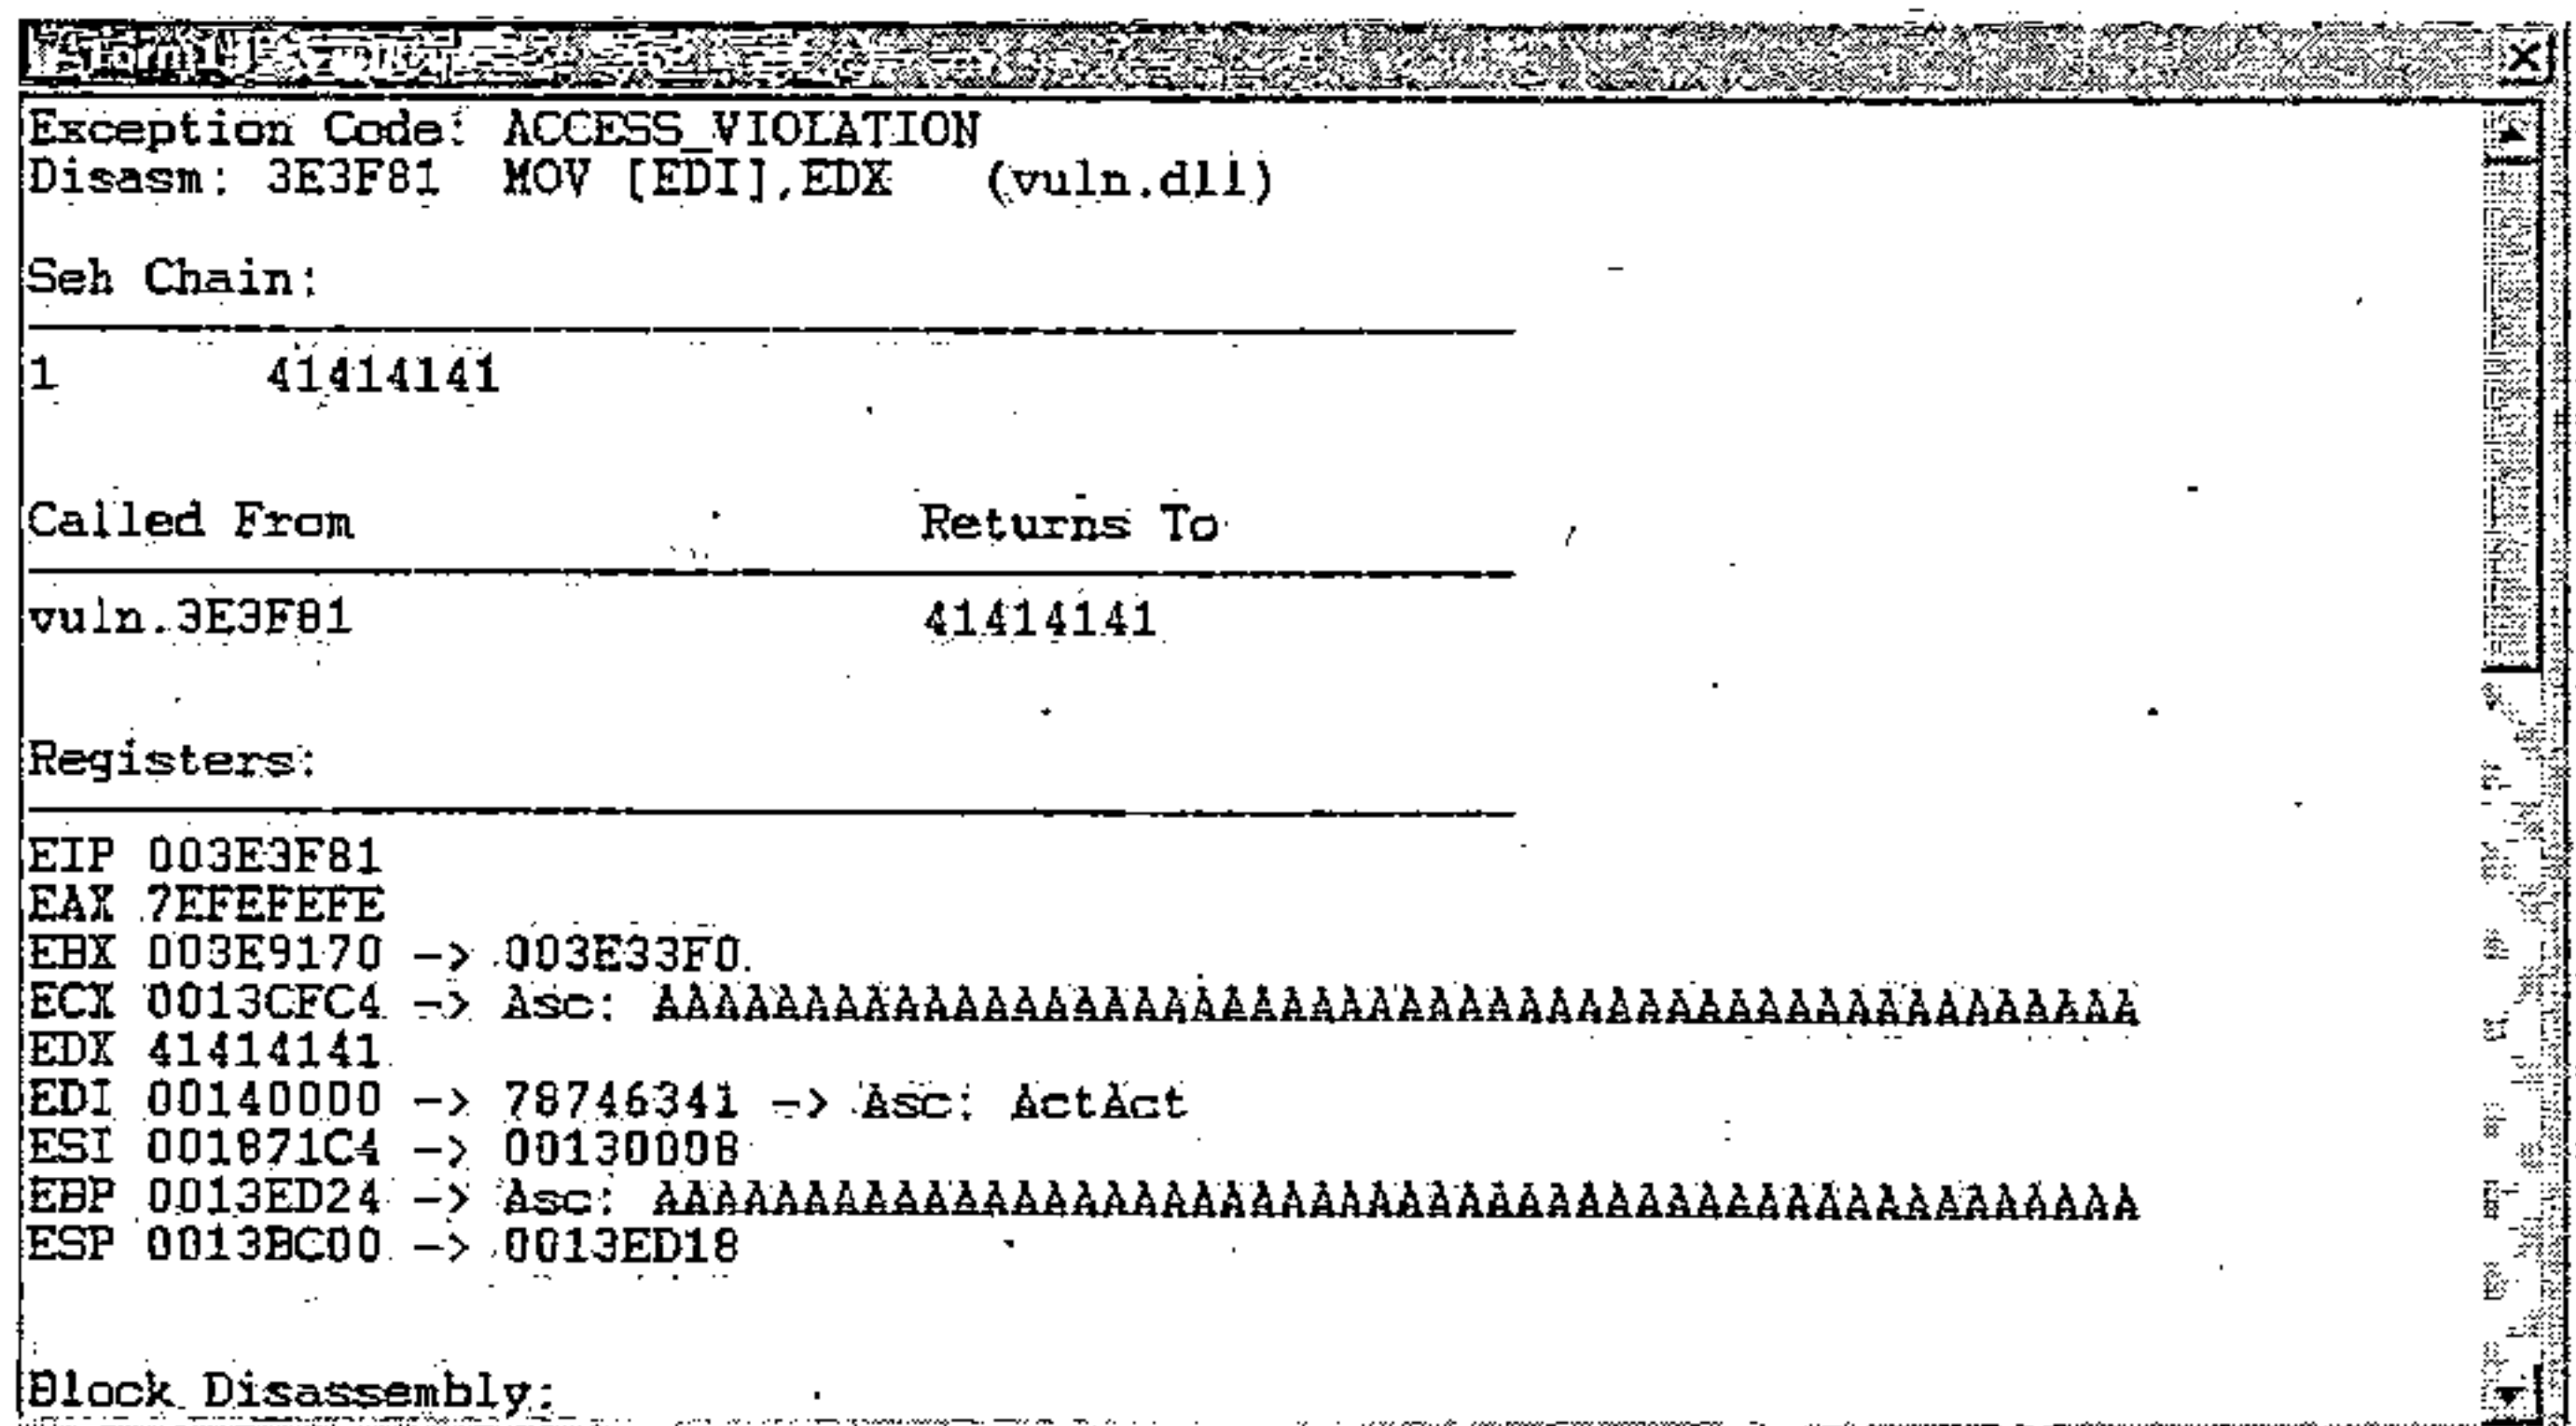 Exception Code: ACCESS_VIOLATION
Disasm: 3E3F81 MOV [EDI],EDX (vuln.dll)
Seh Chain:
1 41414141
Called From Returns To
vuln.3E3F81 41414141
Registers:
EIP 003E3F81
EAX 7EFEFEFE
EBX 003E9170 -> 003E33F0
ECX 0013CFC4 -> Asc: AAAAAAAAAAAAAAAAAAAAAAAAAAAAAAAAAAAAAAAAAAAAAAAAAA
EDX 41414141
EDI 00140000 -> 78746341 -> Asc: ActAct
ESI 001871C4 -> 00130008
EBP 0013ED24 -> Asc: AAAAAAAAAAAAAAAAAAAAAAAAAAAAAAAAAAAAAAAAAAAAAAAAAA
ESP 0013BC00 -> 0013ED18
Block Disassembly: